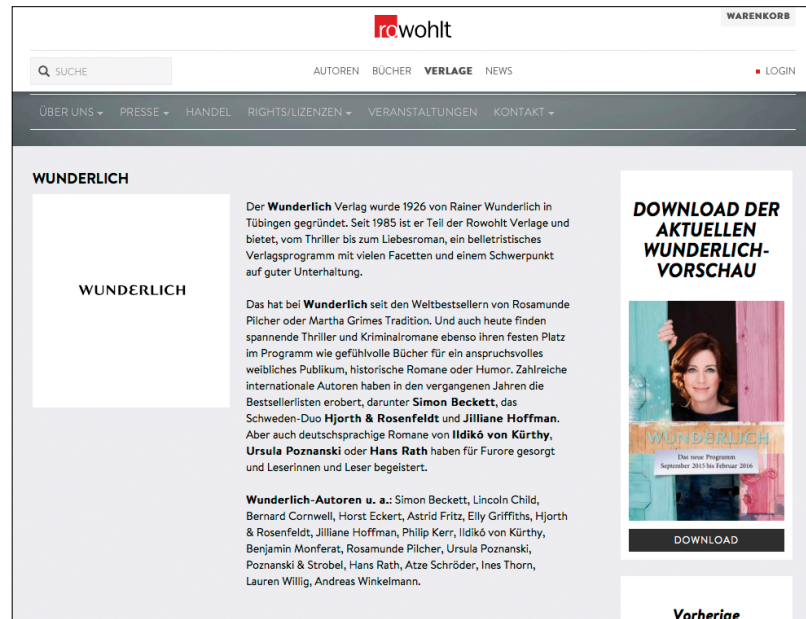 WARENKORB
rowohlt
SUCHE
AUTOREN BÜCHER VERLAGE NEWS
LOGIN
ÜBER UNS PRESSE HANDEL RIGHTS/LIZENZEN VERANSTALTUNGEN KONTAKT
WUNDERLICH
WUNDERLICH
Der Wunderlich Verlag wurde 1926 von Rainer Wunderlich in
Tübingen gegründet. Seit 1985 ist er Teil der Rowohlt Verlage und
bietet, vom Thriller bis zum Liebesroman, ein belletristisches
Verlagsprogramm mit vielen Facetten und einem Schwerpunkt
auf guter Unterhaltung.
Das hat bei Wunderlich seit den Weltbestsellern von Rosamunde
Pilcher oder Martha Grimes Tradition. Und auch heute finden
spannende Thriller und Kriminalromane ebenso ihren festen Platz
im Programm wie gefühlvolle Bücher für ein anspruchsvolles
weibliches Publikum, historische Romane oder Humor. Zahlreiche
internationale Autoren haben in den vergangenen Jahren die
Bestsellerlisten erobert, darunter Simon Beckett, das
Schweden-Duo Hjorth & Rosenfeldt und Jilliane Hoffman.
Aber auch deutschsprachige Romane von Ildikó von Kürthy,
Ursula Poznanski oder Hans Rath haben für Furore gesorgt
und Leserinnen und Leser begeistert.
Wunderlich-Autoren u. a.: Simon Beckett, Lincoln Child,
Bernard Cornwell, Horst Eckert, Astrid Fritz, Elly Griffiths, Hjorth
& Rosenfeldt, Jilliane Hoffman, Philip Kerr, Ildikó von Kürthy,
Benjamin Monferat, Rosamunde Pilcher, Ursula Poznanski,
Poznanski & Strobel, Hans Rath, Atze Schröder, Ines Thorn,
Lauren Willig, Andreas Winkelmann.
DOWNLOAD DER
AKTUELLEN
WUNDERLICH-
VORSCHAU
WUNDERLICH
Das neue Programm
September 2015 bis Februar 2016
DOWNLOAD
Vorherige